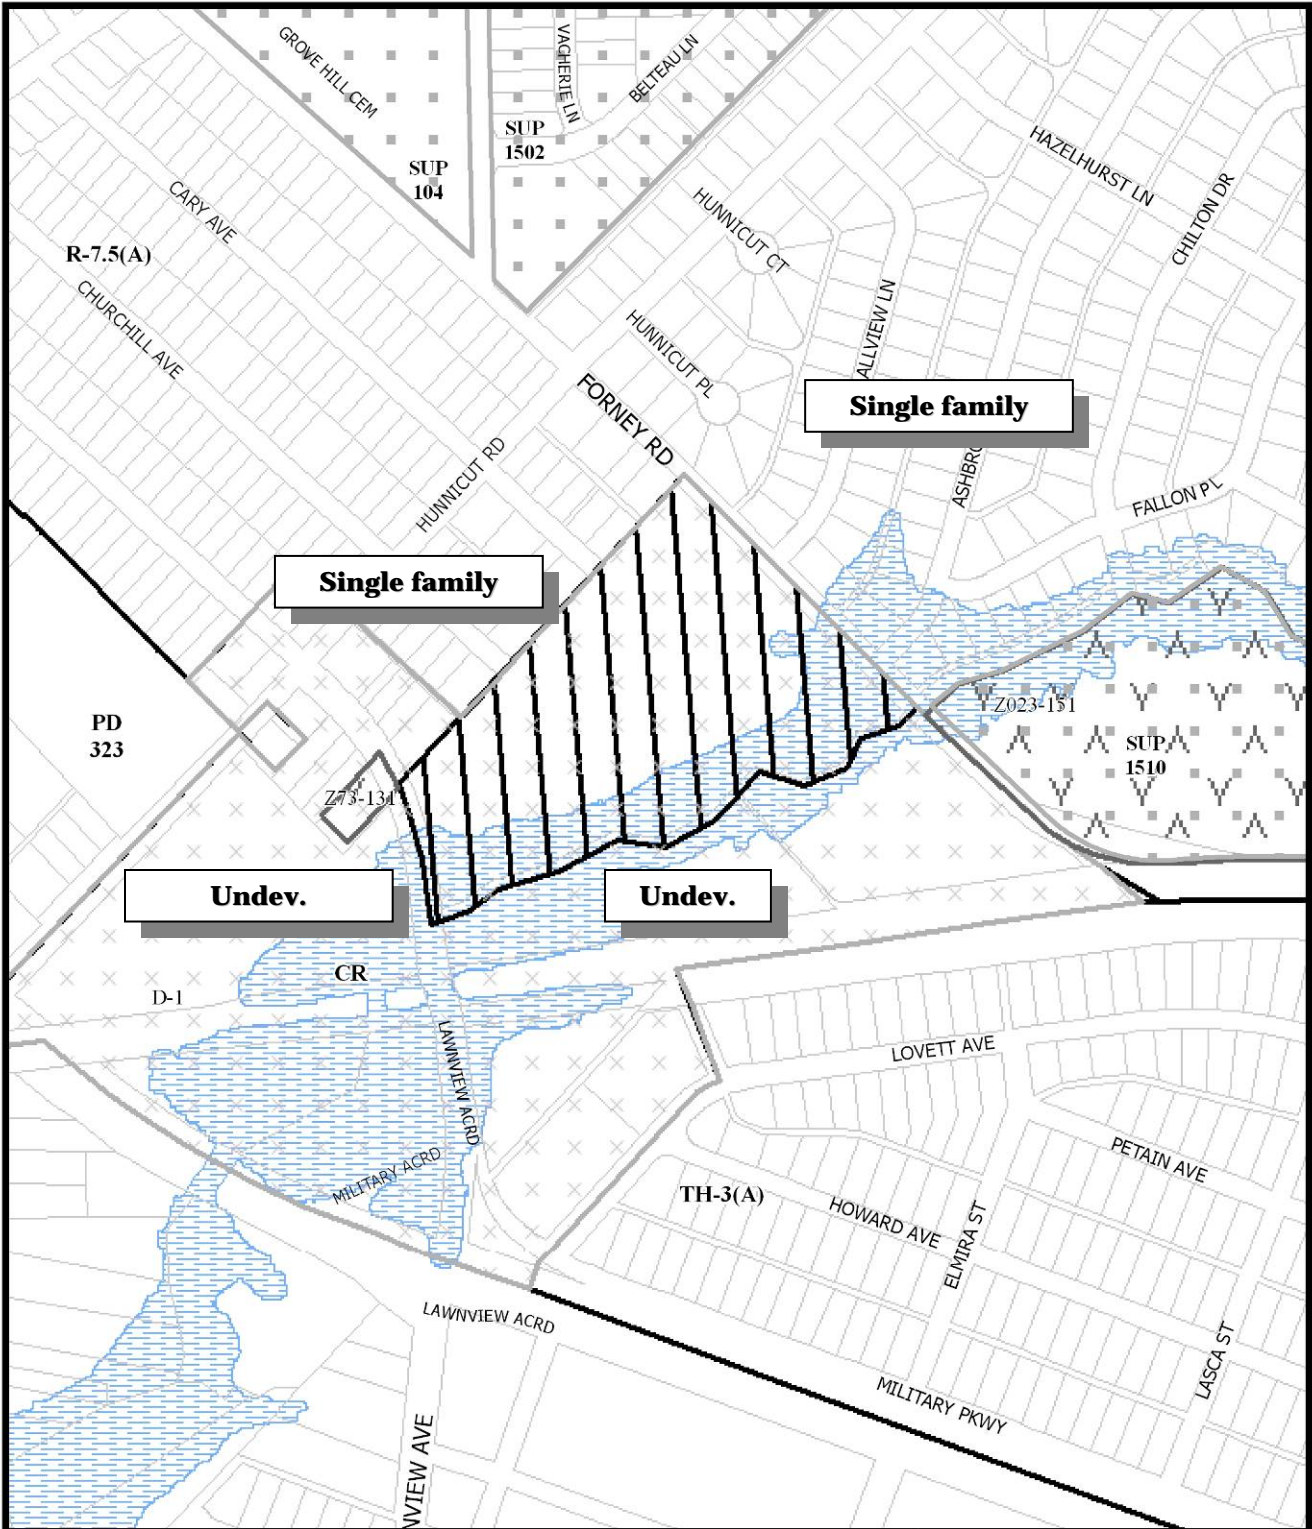 GROVE HILL CEM
VAGHERIE LN
BELTEAU LN
SUP
1502
SUP
104
HAZELHURST LN
CHILTON DR
CARY AVE
HUNNICUT CT
R-7.5(A)
CHURCHILL AVE
ALLVIEW LN
HUNNICUT PL
FORNEY RD
Single family
HUNNICUT RD
ASHBRO
FALLON PL
Single family
Z023-151
PD
323
SUP
1510
Z73-131
Undev.
Undev.
CR
D-1
LAWNVIEW ACRD
LOVETT AVE
MILITARY ACRD
PETAIN AVE
TH-3(A)
HOWARD AVE
ELMIRA ST
LAWNVIEW ACRD
LASCA ST
MILITARY PKWY
NVIEW AVE